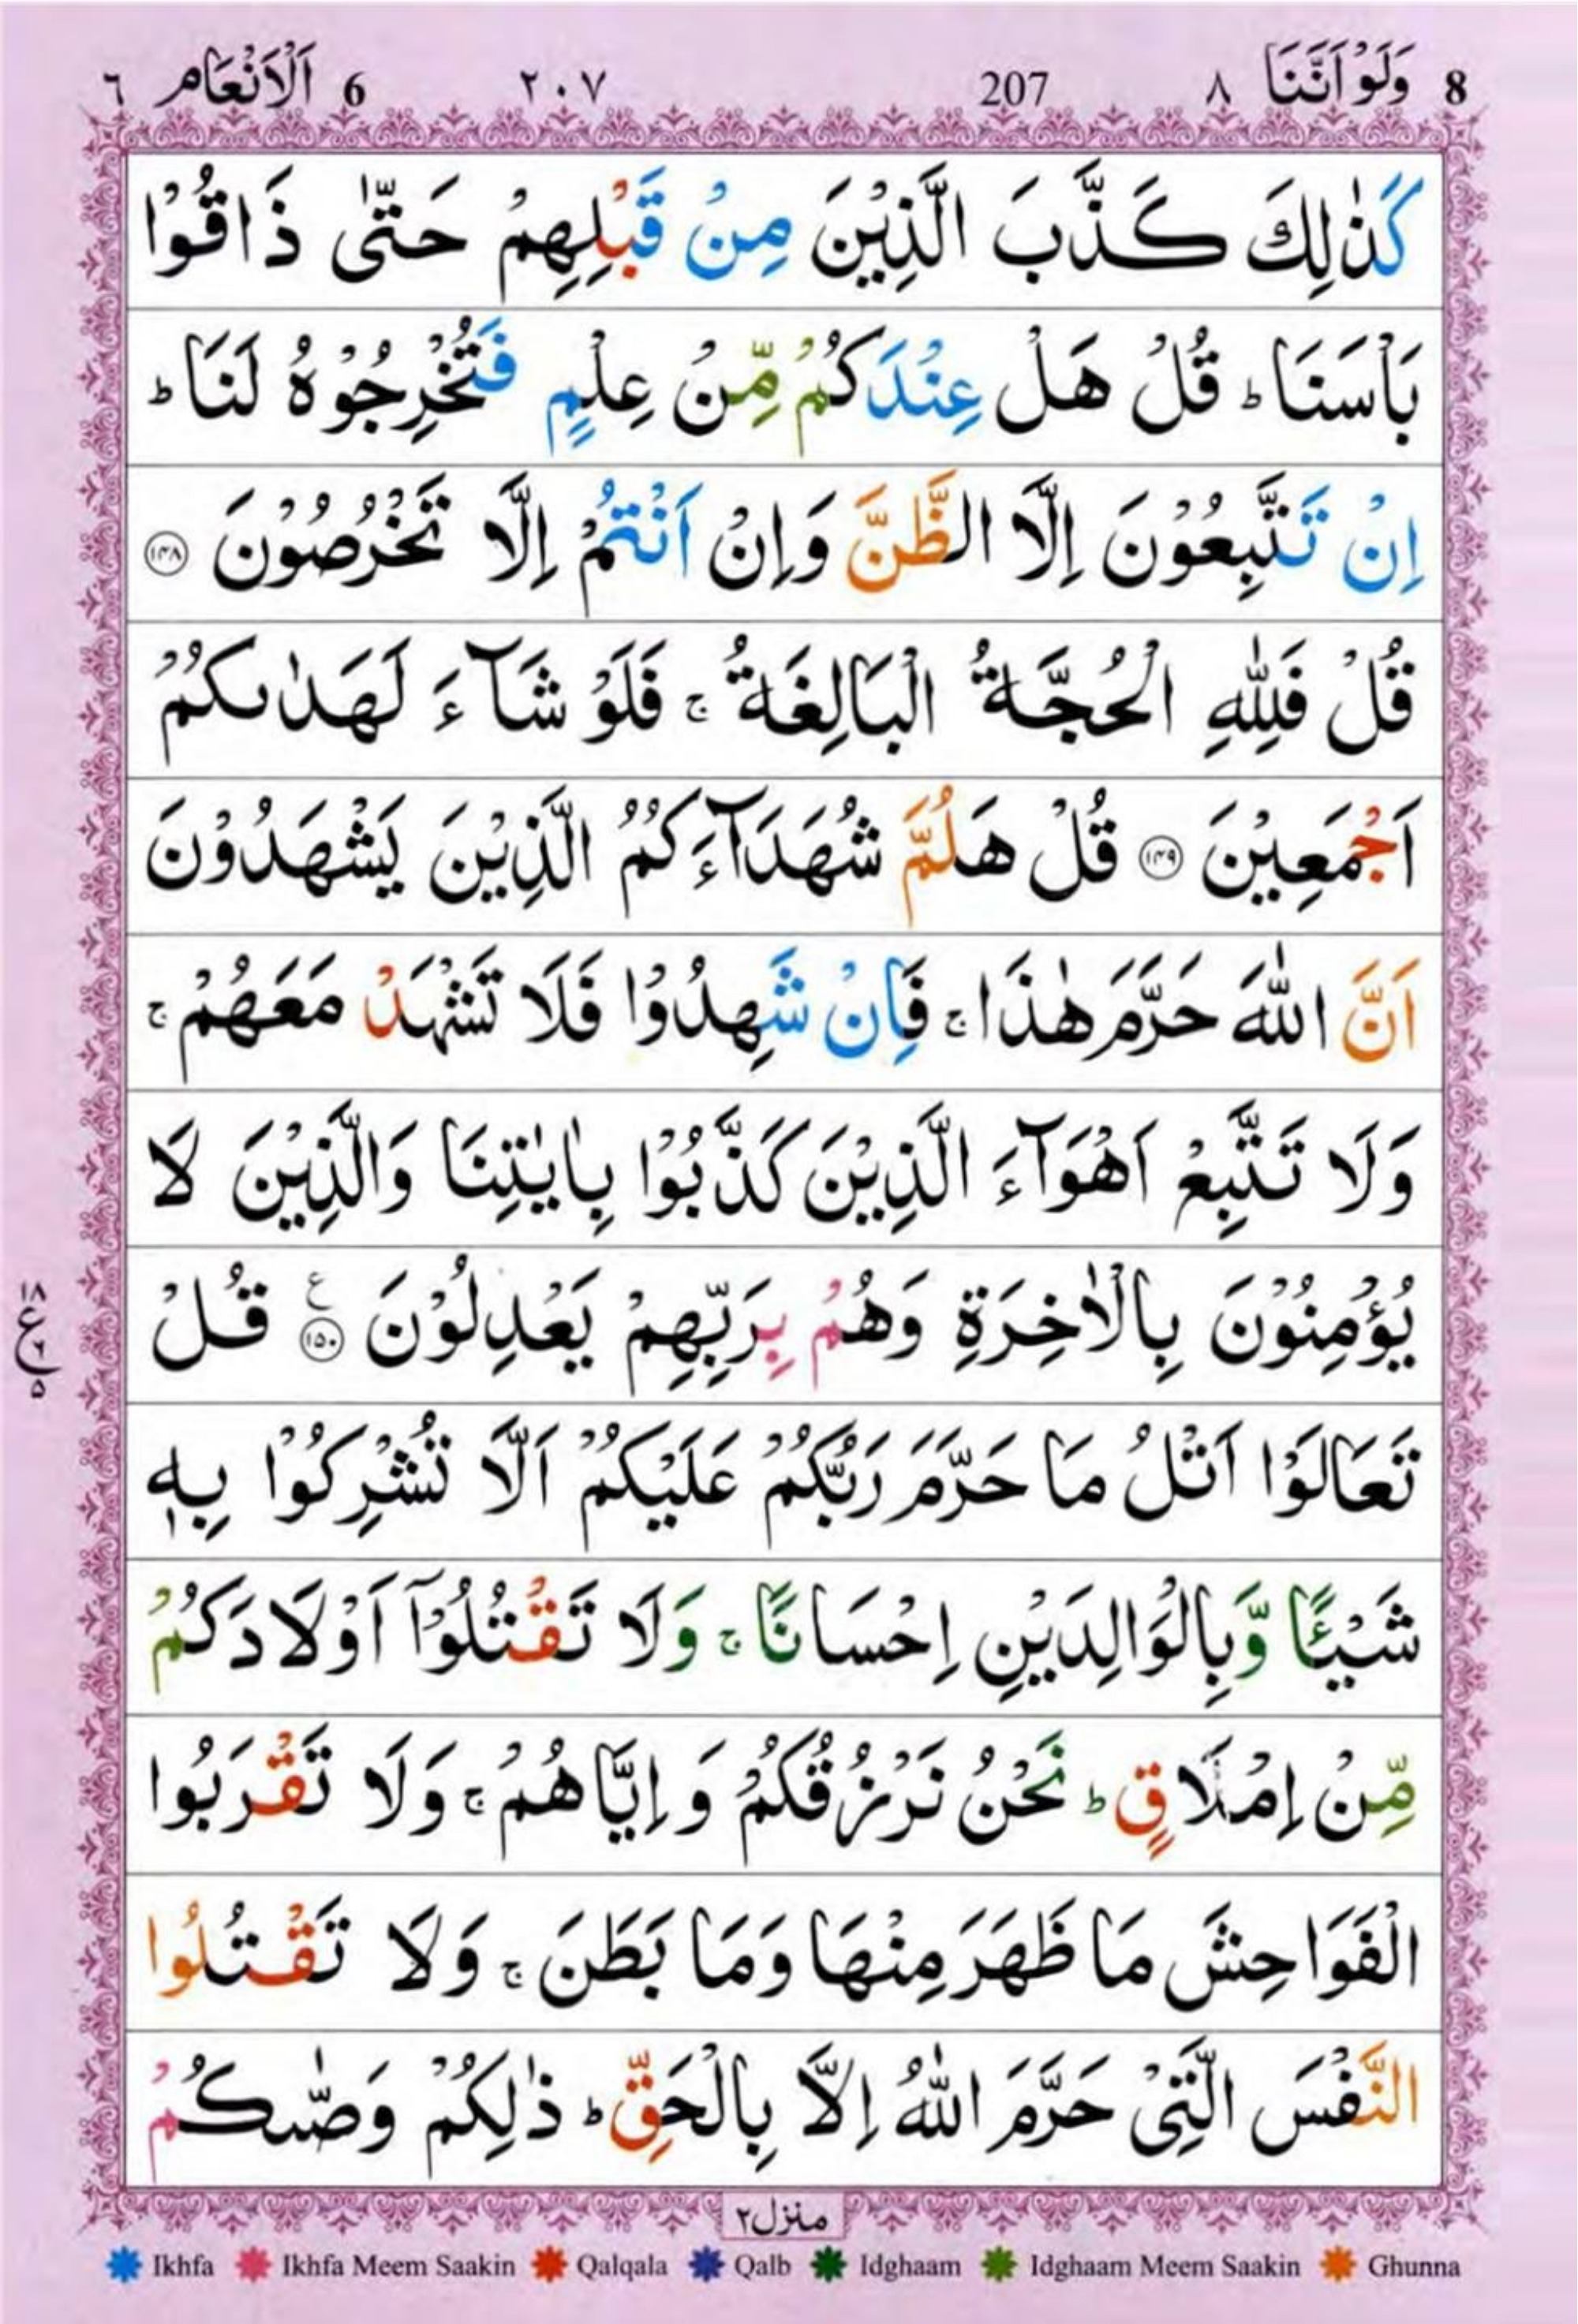 8 وَلَوْ اَنَّنَا ٨ 207 ٢٠٧ 6 اَلْاَنْعَام ٦
كَذٰلِكَ كَذَّبَ الَّذِيْنَ مِنْ قَبْلِهِمْ حَتّٰى ذَاقُوْا
بَاْسَنَا ؕ قُلْ هَلْ عِنْدَكُمْ مِّنْ عِلْمٍ فَتُخْرِجُوْهُ لَنَا ؕ
اِنْ تَتَّبِعُوْنَ اِلَّا الظَّنَّ وَاِنْ اَنْتُمْ اِلَّا تَخْرُصُوْنَ ۝١٤٨
قُلْ فَلِلّٰهِ الْحُجَّةُ الْبَالِغَةُ ۚ فَلَوْ شَآءَ لَهَدٰىكُمْ
اَجْمَعِيْنَ ۝١٤٩ قُلْ هَلُمَّ شُهَدَآءَكُمُ الَّذِيْنَ يَشْهَدُوْنَ
اَنَّ اللّٰهَ حَرَّمَ هٰذَا ۚ فَاِنْ شَهِدُوْا فَلَا تَشْهَدْ مَعَهُمْ ۚ
وَلَا تَتَّبِعْ اَهْوَآءَ الَّذِيْنَ كَذَّبُوْا بِاٰيٰتِنَا وَالَّذِيْنَ لَا
يُؤْمِنُوْنَ بِالْاٰخِرَةِ وَهُمْ بِرَبِّهِمْ يَعْدِلُوْنَ ۝١٥٠ ع قُلْ
١٨ ع ٦ ٥
تَعَالَوْا اَتْلُ مَا حَرَّمَ رَبُّكُمْ عَلَيْكُمْ اَلَّا تُشْرِكُوْا بِهٖ
شَيْـًٔا وَّبِالْوَالِدَيْنِ اِحْسَانًا ۚ وَلَا تَقْتُلُوْٓا اَوْلَادَكُمْ
مِّنْ اِمْلَاقٍ ؕ نَحْنُ نَرْزُقُكُمْ وَاِيَّاهُمْ ۚ وَلَا تَقْرَبُوا
الْفَوَاحِشَ مَا ظَهَرَ مِنْهَا وَمَا بَطَنَ ۚ وَلَا تَقْتُلُوا
النَّفْسَ الَّتِيْ حَرَّمَ اللّٰهُ اِلَّا بِالْحَقِّ ؕ ذٰلِكُمْ وَصّٰىكُمْ
منزل٢
Ikhfa Ikhfa Meem Saakin Qalqala Qalb Idghaam Idghaam Meem Saakin Ghunna